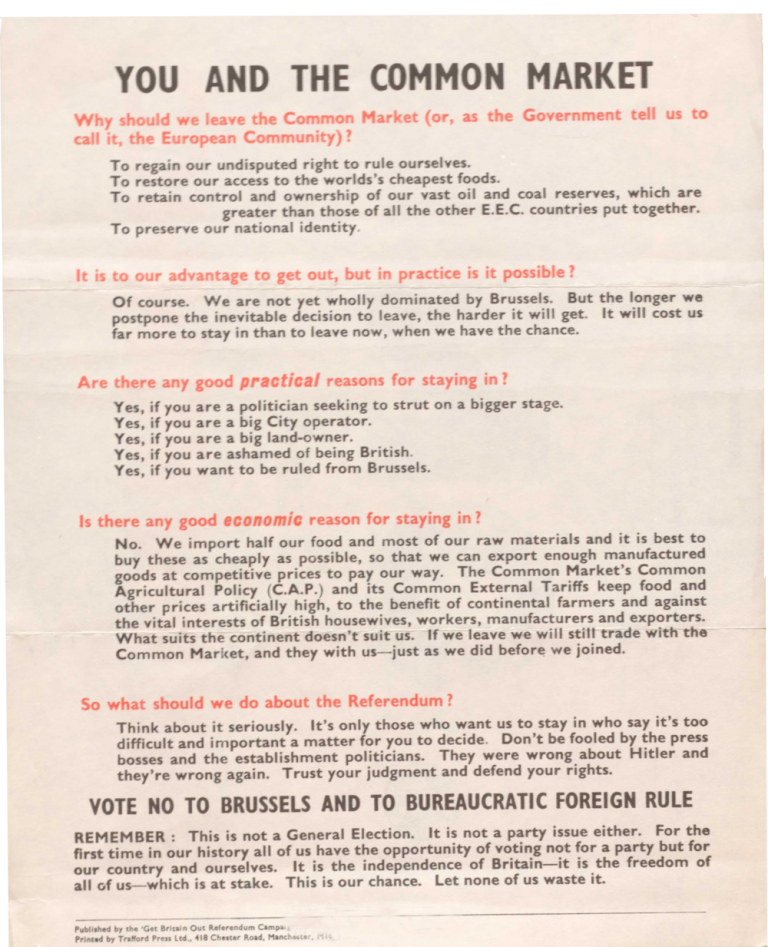 YOU AND THE COMMON MARKET
Why should we leave the Common Market (or, as the Government tell us to
call it, the European Community)?
To regain our undisputed right to rule ourselves.
To restore our access to the worlds's cheapest foods.
To retain control and ownership of our vast oil and coal reserves, which are
greater than those of all the other E.E.C. countries put together.
To preserve our national identity.
It is to our advantage to get out, but in practice is it possible?
Of course. We are not yet wholly dominated by Brussels. But the longer we
postpone the inevitable decision to leave, the harder it will get. It will cost us
far more to stay in than to leave now, when we have the chance.
Are there any good practical reasons for staying in?
Yes, if you are a politician seeking to strut on a bigger stage.
Yes, if you are a big City operator.
Yes, if you are a big land-owner.
Yes, if you are ashamed of being British.
Yes, if you want to be ruled from Brussels.
Is there any good economic reason for staying in?
No. We import half our food and most of our raw materials and it is best to
buy these as cheaply as possible, so that we can export enough manufactured
goods at competitive prices to pay our way. The Common Market's Common
Agricultural Policy (C.A.P.) and its Common External Tariffs keep food and
other prices artificially high, to the benefit of continental farmers and against
the vital interests of British housewives, workers, manufacturers and exporters.
What suits the continent doesn't suit us. If we leave we will still trade with the
Common Market, and they with us—just as we did before we joined.
So what should we do about the Referendum?
Think about it seriously. It's only those who want us to stay in who say it's too
difficult and important a matter for you to decide. Don't be fooled by the press
bosses and the establishment politicians. They were wrong about Hitler and
they're wrong again. Trust your judgment and defend your rights.
VOTE NO TO BRUSSELS AND TO BUREAUCRATIC FOREIGN RULE
REMEMBER : This is not a General Election. It is not a party issue either. For the
first time in our history all of us have the opportunity of voting not for a party but for
our country and ourselves. It is the independence of Britain—it is the freedom of
all of us—which is at stake. This is our chance. Let none of us waste it.
Published by the 'Get Britain Out Referendum
Printed by Trafford Press Ltd., 418 Chester Road, Manchester,